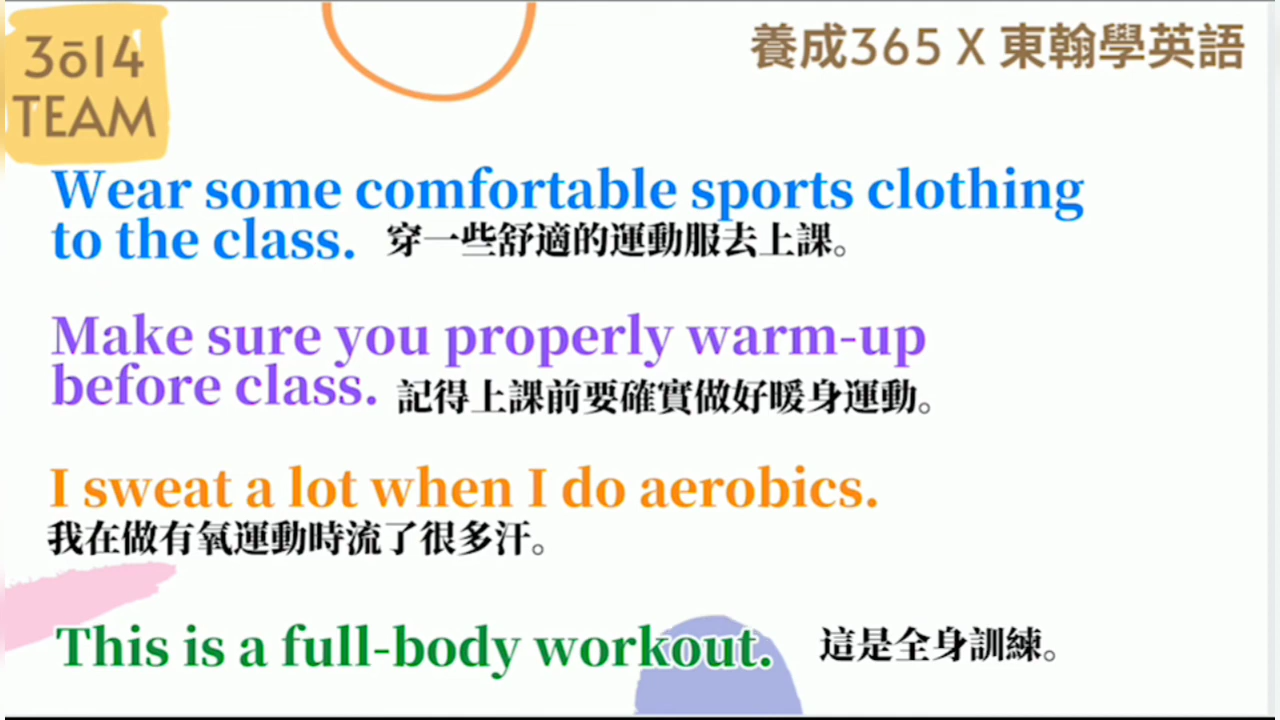 3ō14
TEAM
養成365 X 東翰學英語
Wear some comfortable sports clothing
to the class. 穿一些舒適的運動服去上課。
Make sure you properly warm-up
before class. 記得上課前要確實做好暖身運動。
I sweat a lot when I do aerobics.
我在做有氧運動時流了很多汗。
This is a full-body workout. 這是全身訓練。